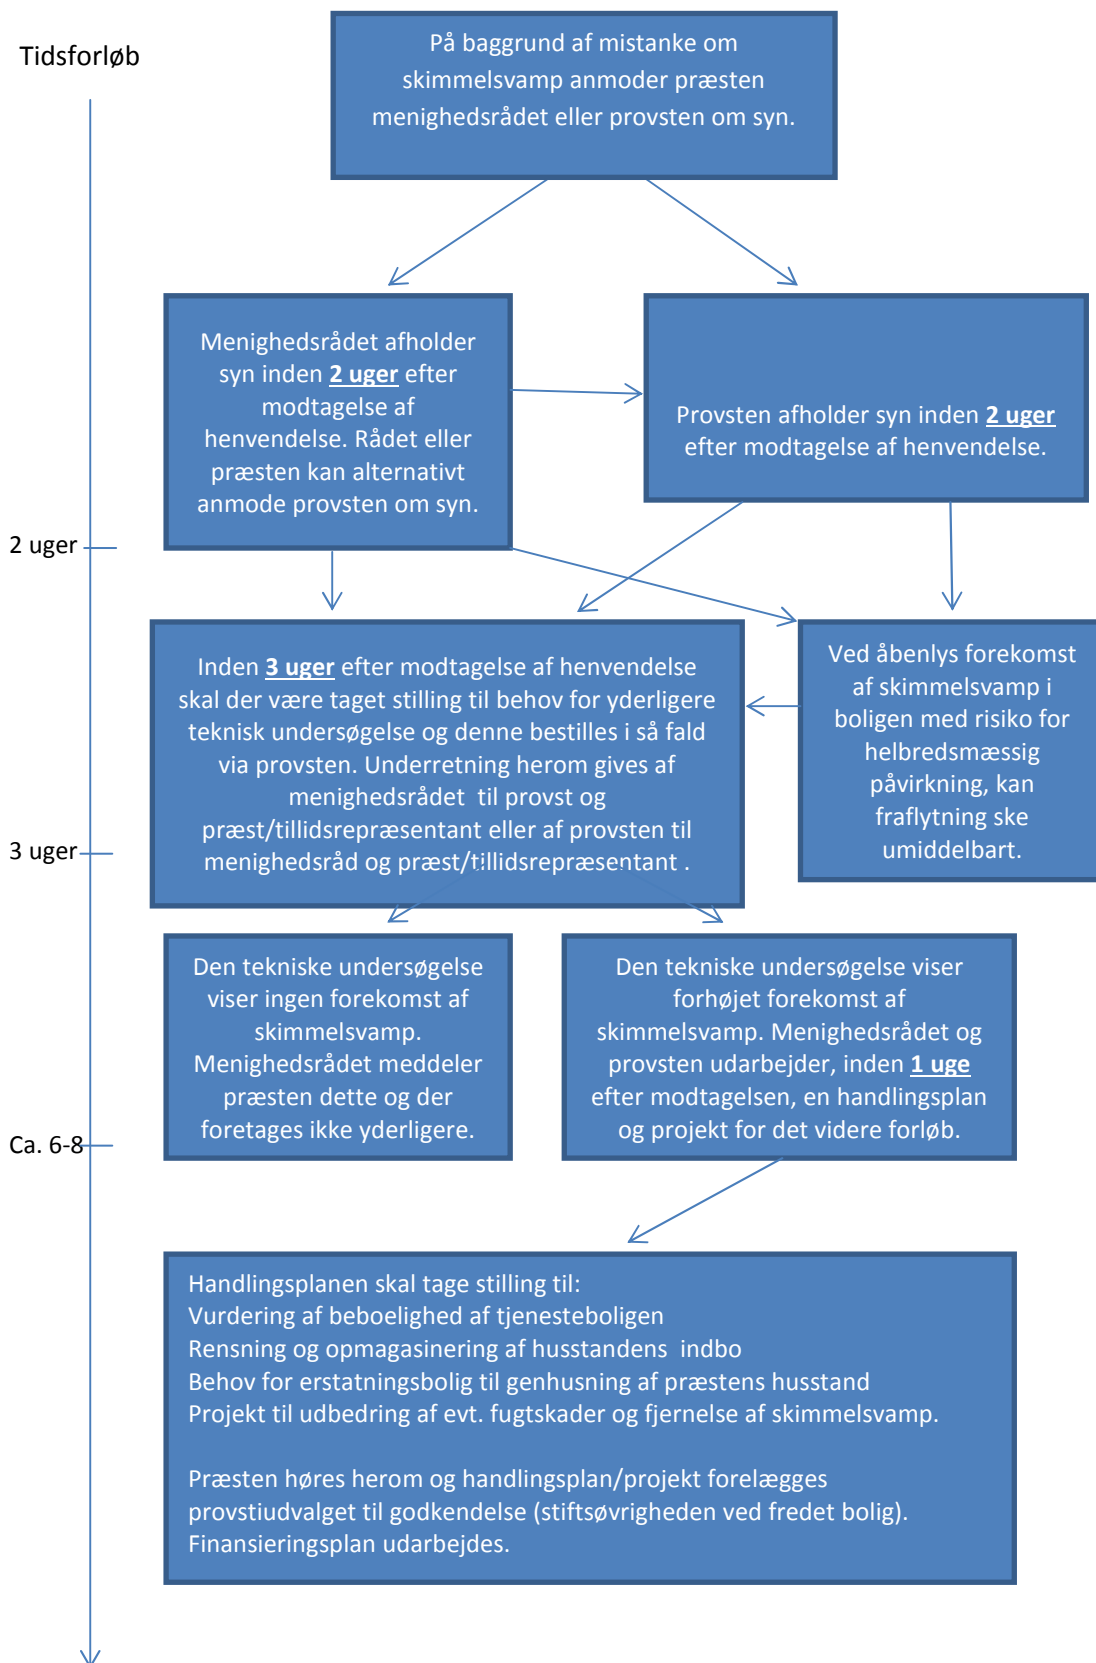 Tidsforløb
På baggrund af mistanke om
skimmelsvamp anmoder præsten
menighedsrådet eller provsten om syn.
Menighedsrådet afholder
syn inden 2 uger efter
modtagelse af
henvendelse. Rådet eller
præsten kan alternativt
anmode provsten om syn.
Provsten afholder syn inden 2 uger
efter modtagelse af henvendelse.
2 uger
Inden 3 uger efter modtagelse af henvendelse
skal der være taget stilling til behov for yderligere
teknisk undersøgelse og denne bestilles i så fald
via provsten. Underretning herom gives af
menighedsrådet til provst og
præst/tillidsrepræsentant eller af provsten til
menighedsråd og præst/tillidsrepræsentant .
Ved åbenlys forekomst
af skimmelsvamp i
boligen med risiko for
helbredsmæssig
påvirkning, kan
fraflytning ske
umiddelbart.
3 uger
Den tekniske undersøgelse
viser ingen forekomst af
skimmelsvamp.
Menighedsrådet meddeler
præsten dette og der
foretages ikke yderligere.
Den tekniske undersøgelse viser
forhøjet forekomst af
skimmelsvamp. Menighedsrådet og
provsten udarbejder, inden 1 uge
efter modtagelsen, en handlingsplan
og projekt for det videre forløb.
Ca. 6-8
Handlingsplanen skal tage stilling til:
Vurdering af beboelighed af tjenesteboligen
Rensning og opmagasinering af husstandens indbo
Behov for erstatningsbolig til genhusning af præstens husstand
Projekt til udbedring af evt. fugtskader og fjernelse af skimmelsvamp.
Præsten høres herom og handlingsplan/projekt forelægges
provstiudvalget til godkendelse (stiftsøvrigheden ved fredet bolig).
Finansieringsplan udarbejdes.